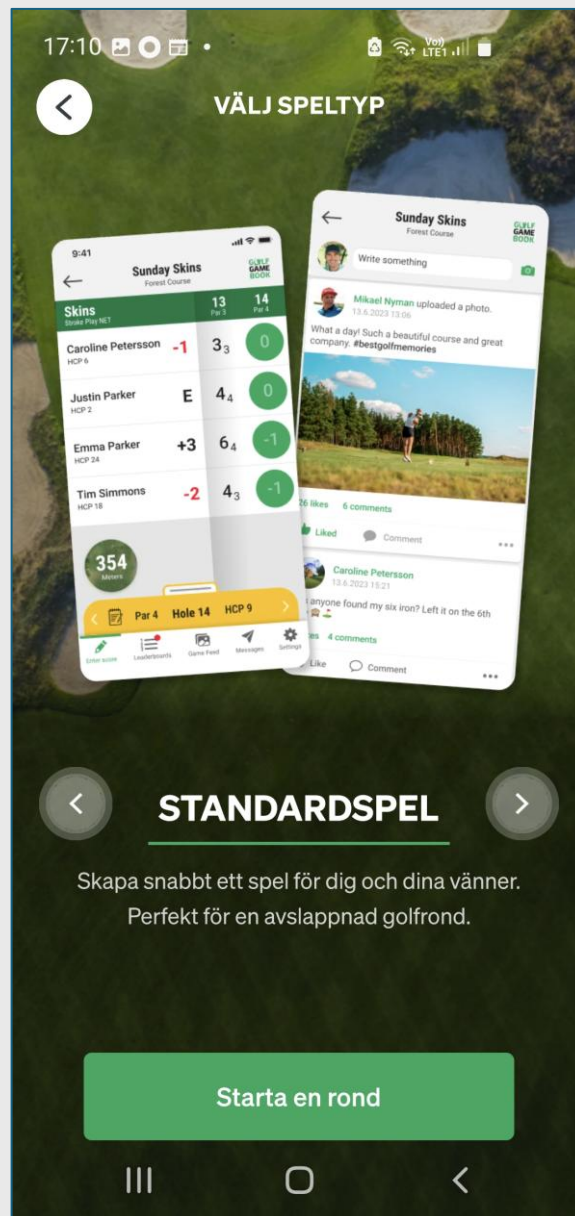 17:10
Vo))
LTE1
VÄLJ SPELTYP
9:41
Sunday Skins
Forest Course
GOLF
GAME
BOOK
Skins
Stroke Play NET
13
Par 3
14
Par 4
Caroline Petersson -1 3 3 0
HCP 6
Justin Parker E 4 4 0
HCP 2
Emma Parker +3 6 4 -1
HCP 24
Tim Simmons -2 4 3 -1
HCP 18
354
Meters
Par 4 Hole 14 HCP 9
Enter score Leaderboards Game Feed Messages Settings
Sunday Skins
Forest Course
GOLF
GAME
BOOK
Write something
Mikael Nyman uploaded a photo.
13.6.2023 13:06
What a day! Such a beautiful course and great
company. #bestgolfmemories
26 likes 6 comments
Liked Comment
Caroline Petersson
13.6.2023 15:21
anyone found my six iron? Left it on the 6th
4 comments
Like Comment
STANDARDSPEL
Skapa snabbt ett spel för dig och dina vänner.
Perfekt för en avslappnad golfrond.
Starta en rond